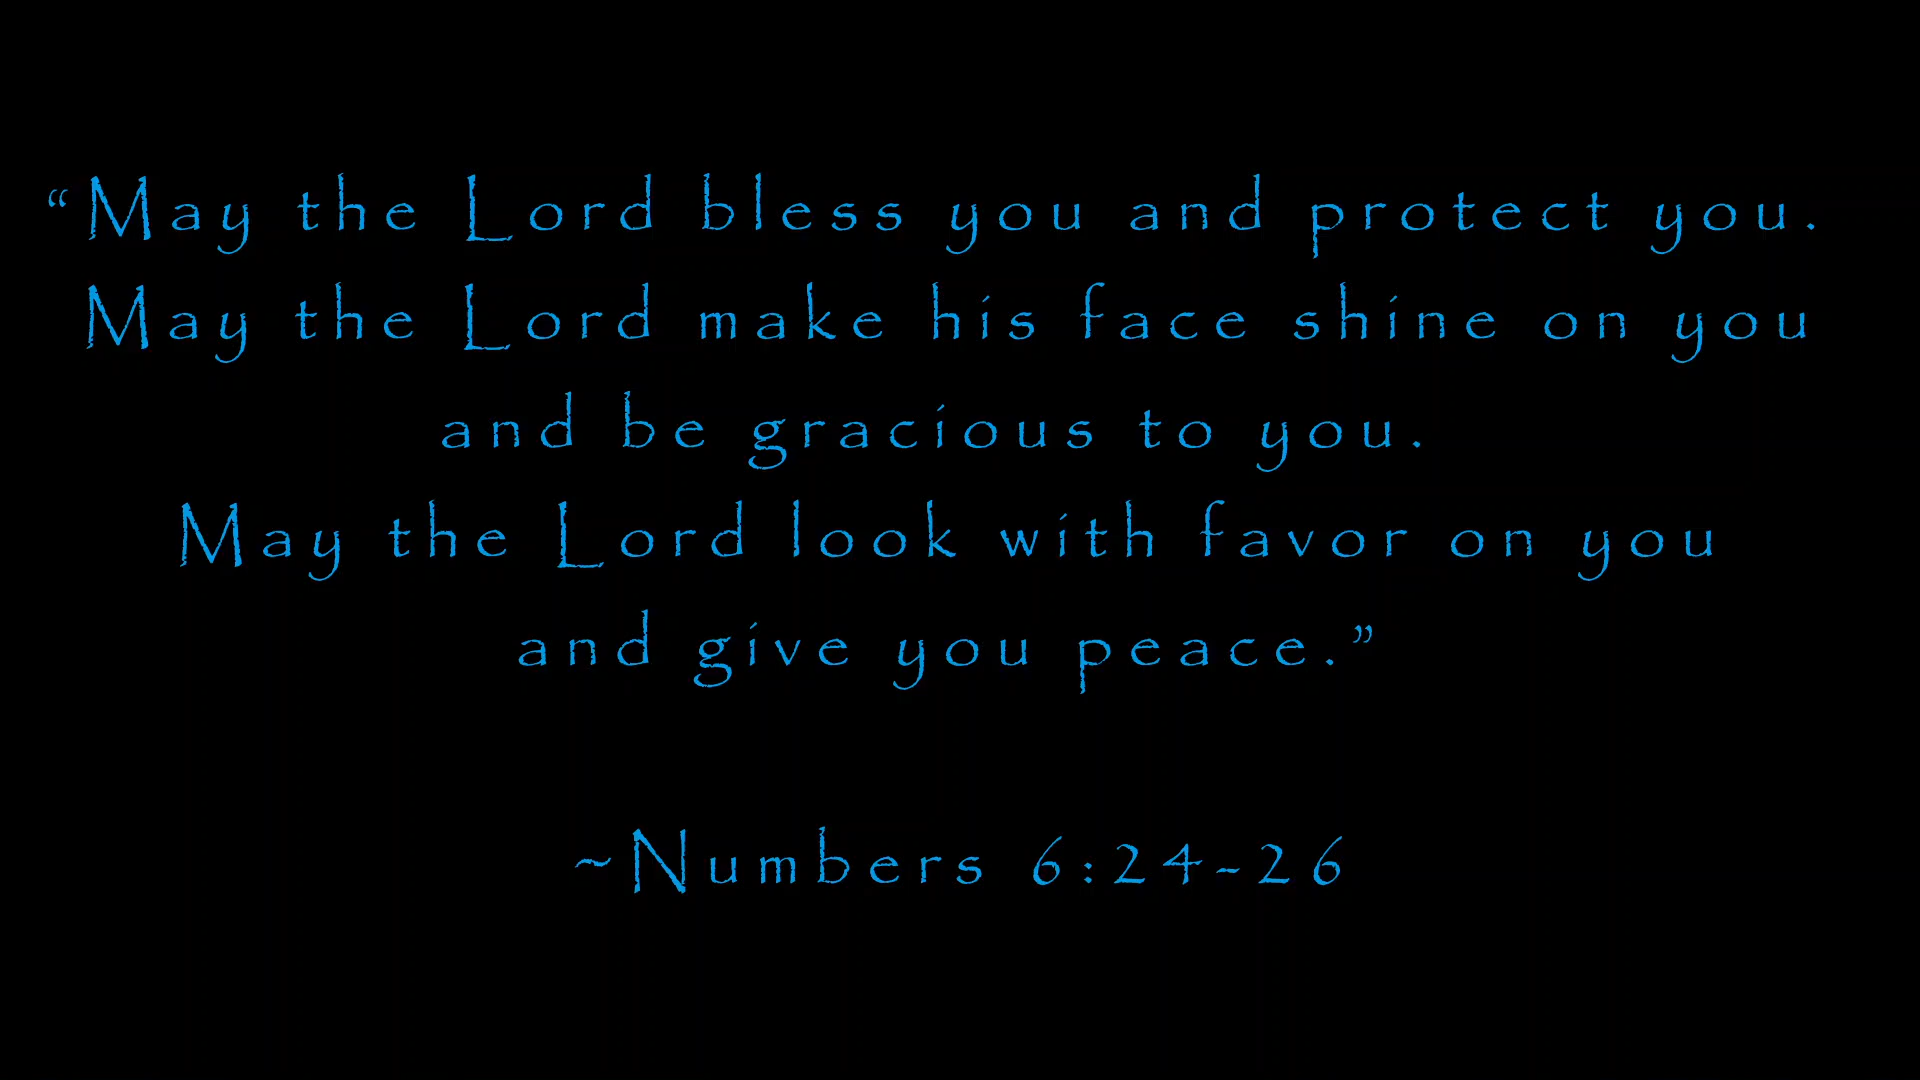 “May the Lord bless you and protect you.
May the Lord make his face shine on you
and be gracious to you.
May the Lord look with favor on you
and give you peace.”
~Numbers 6:24-26